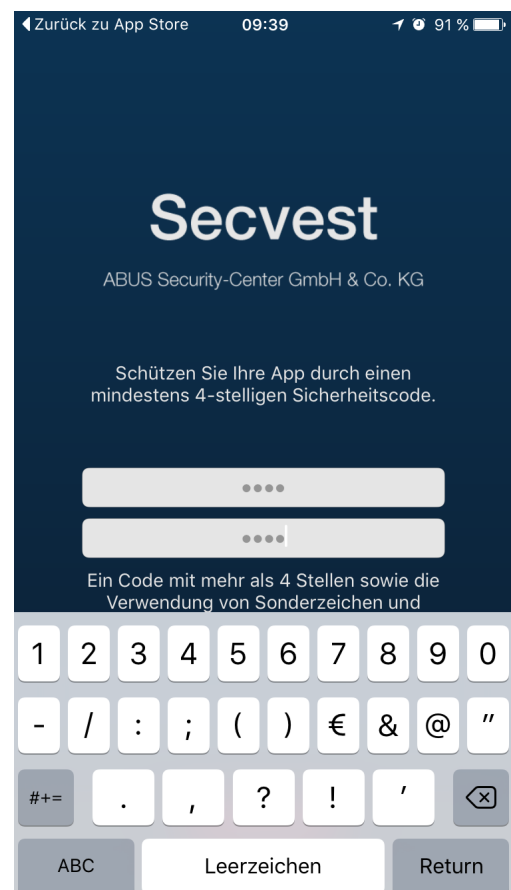 Zurück zu App Store 09:39 91 %
Secvest
ABUS Security-Center GmbH & Co. KG
Schützen Sie Ihre App durch einen
mindestens 4-stelligen Sicherheitscode.
••••
••••
Ein Code mit mehr als 4 Stellen sowie die
Verwendung von Sonderzeichen und
1 2 3 4 5 6 7 8 9 0
- / : ; ( ) € & @ "
#+= . , ? ! '
ABC Leerzeichen Return